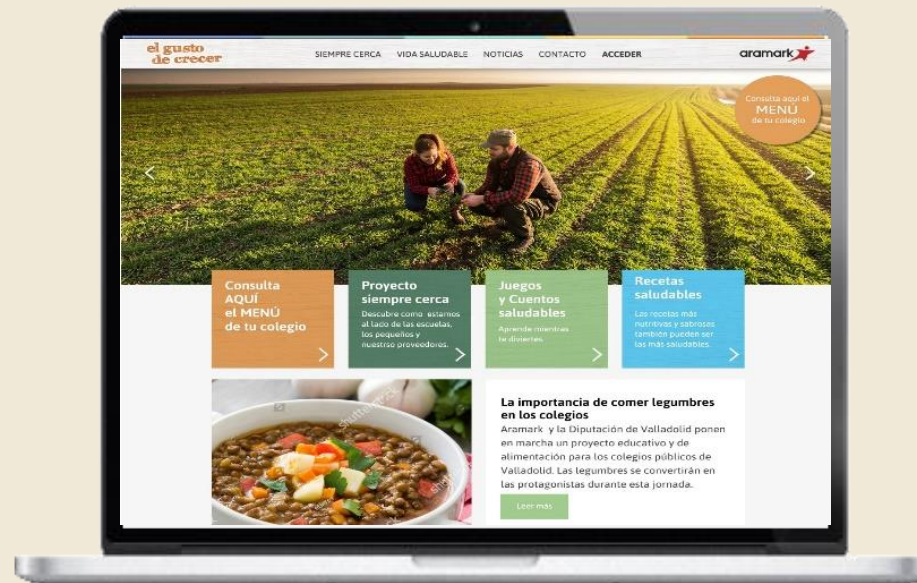 el gusto
de crecer
SIEMPRE CERCA VIDA SALUDABLE NOTICIAS CONTACTO ACCEDER
aramark
Consulta aquí el
MENÚ
de tu colegio
Consulta
AQUÍ
el MENÚ
de tu colegio
Proyecto
siempre cerca
Descubre como estamos
al lado de las escuelas,
los pequeños y
nuestrso proveedores.
Juegos
y Cuentos
saludables
Aprende mientras
te diviertes.
Recetas
saludables
Las recetas más
nutritivas y sabrosas
también pueden ser
las más saludables.
shutterstock
La importancia de comer legumbres
en los colegios
Aramark y la Diputación de Valladolid ponen
en marcha un proyecto educativo y de
alimentación para los colegios públicos de
Valladolid. Las legumbres se convertirán en
las protagonistas durante esta jornada.
Leer más